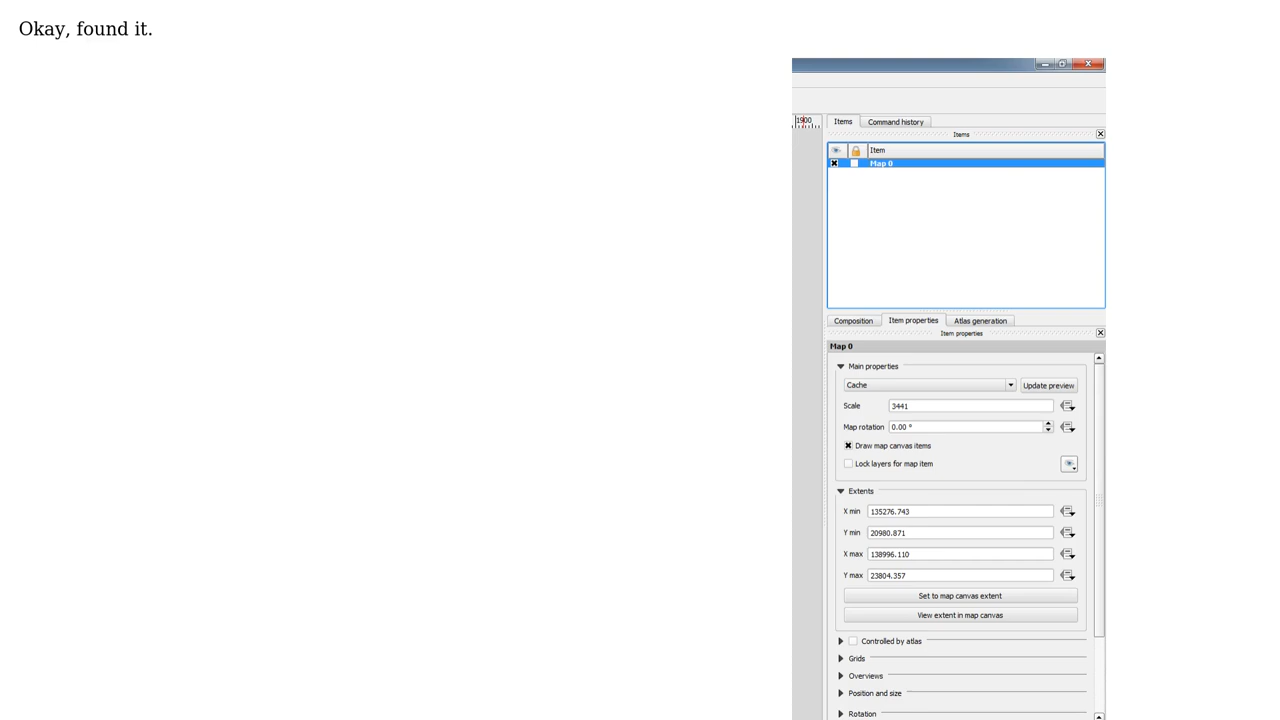 Okay, found it.
1900
Items Command history
Items
Item
Map 0
Composition Item properties Atlas generation
Item properties
Map 0
Main properties
Cache Update preview
Scale 3441
Map rotation 0.00 °
Draw map canvas items
Lock layers for map item
Extents
X min 135276.743
Y min 20980.871
X max 138996.110
Y max 23804.357
Set to map canvas extent
View extent in map canvas
Controlled by atlas
Grids
Overviews
Position and size
Rotation